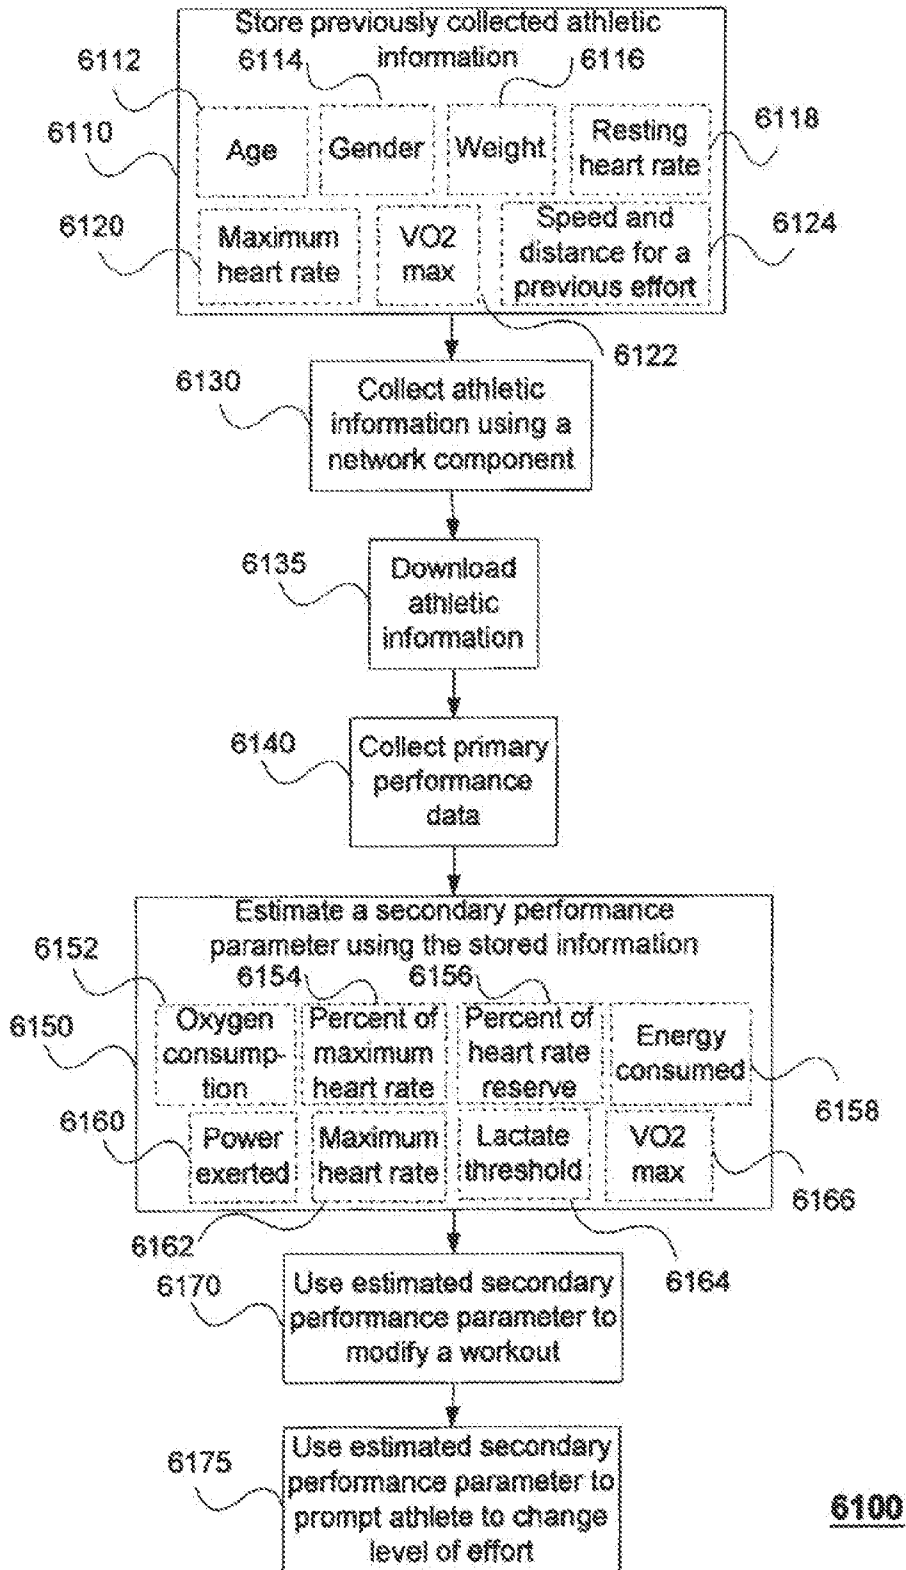 Store previously collected athletic
information
6112
6114
6116
6110
Age
Gender
Weight
Resting
heart rate
6118
6120
Maximum
heart rate
VO2
max
Speed and
distance for a
previous effort
6124
6122
6130
Collect athletic
information using a
network component
6135
Download
athletic
information
6140
Collect primary
performance
data
Estimate a secondary performance
parameter using the stored information
6152
6154
6156
6150
Oxygen
consump-
tion
Percent of
maximum
heart rate
Percent of
heart rate
reserve
Energy
consumed
6158
6160
Power
exerted
Maximum
heart rate
Lactate
threshold
VO2
max
6166
6162
6164
6170
Use estimated secondary
performance parameter to
modify a workout
6175
Use estimated secondary
performance parameter to
prompt athlete to change
level of effort
6100